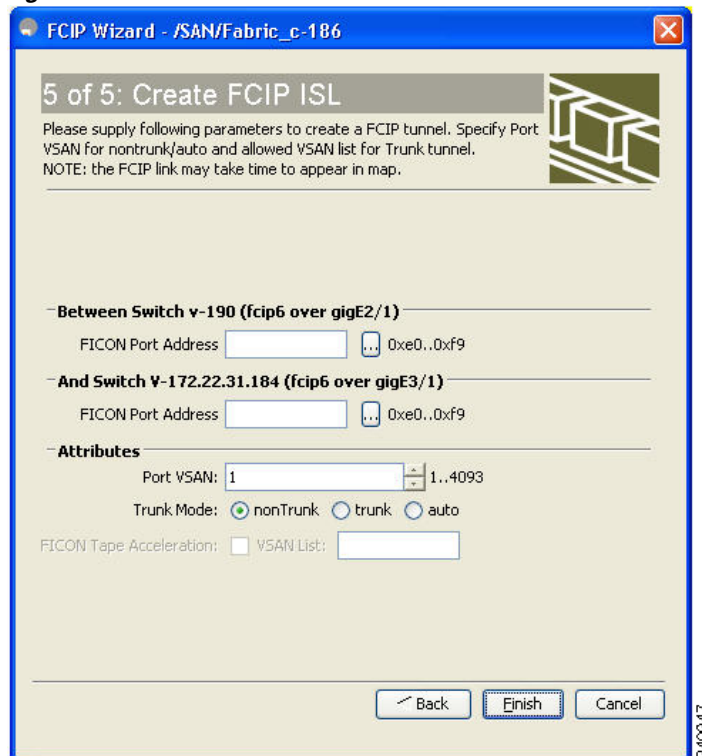 FCIP Wizard - /SAN/Fabric_c-186
5 of 5: Create FCIP ISL
Please supply following parameters to create a FCIP tunnel. Specify Port
VSAN for nontrunk/auto and allowed VSAN list for Trunk tunnel.
NOTE: the FCIP link may take time to appear in map.
Between Switch v-190 (fcip6 over gigE2/1)
FICON Port Address ... 0xe0..0xf9
And Switch V-172.22.31.184 (fcip6 over gigE3/1)
FICON Port Address ... 0xe0..0xf9
Attributes
Port VSAN: 1 1..4093
Trunk Mode: nonTrunk trunk auto
FICON Tape Acceleration: VSAN List:
Back Finish Cancel